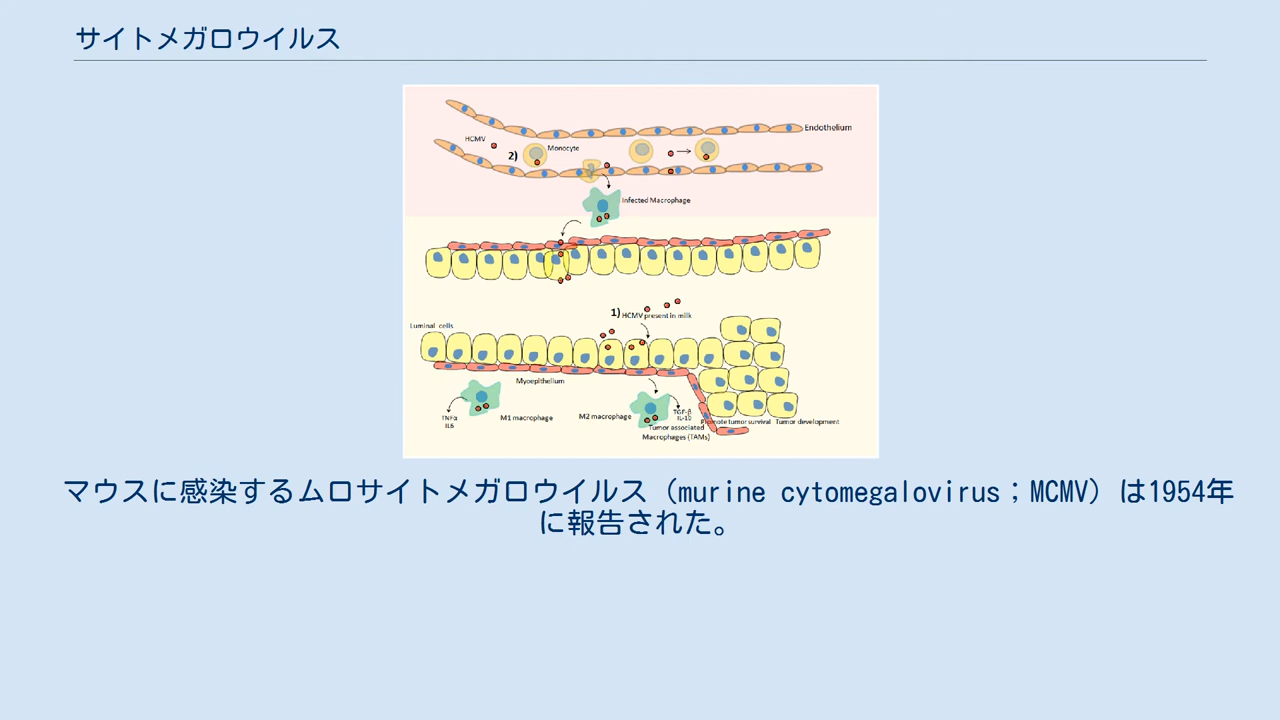 サイトメガロウイルス
Endothelium
HCMV
2)
Monocyte
Infected Macrophage
1)
HCMV present in milk
Luminal cells
Myoepithelium
TNFα
IL6
M1 macrophage
M2 macrophage
TGF-β
IL-10
Tumor associated
Macrophages (TAMs)
Promote tumor survival
Tumor development
マウスに感染するムロサイトメガロウイルス（murine cytomegalovirus；MCMV）は1954年
に報告された。